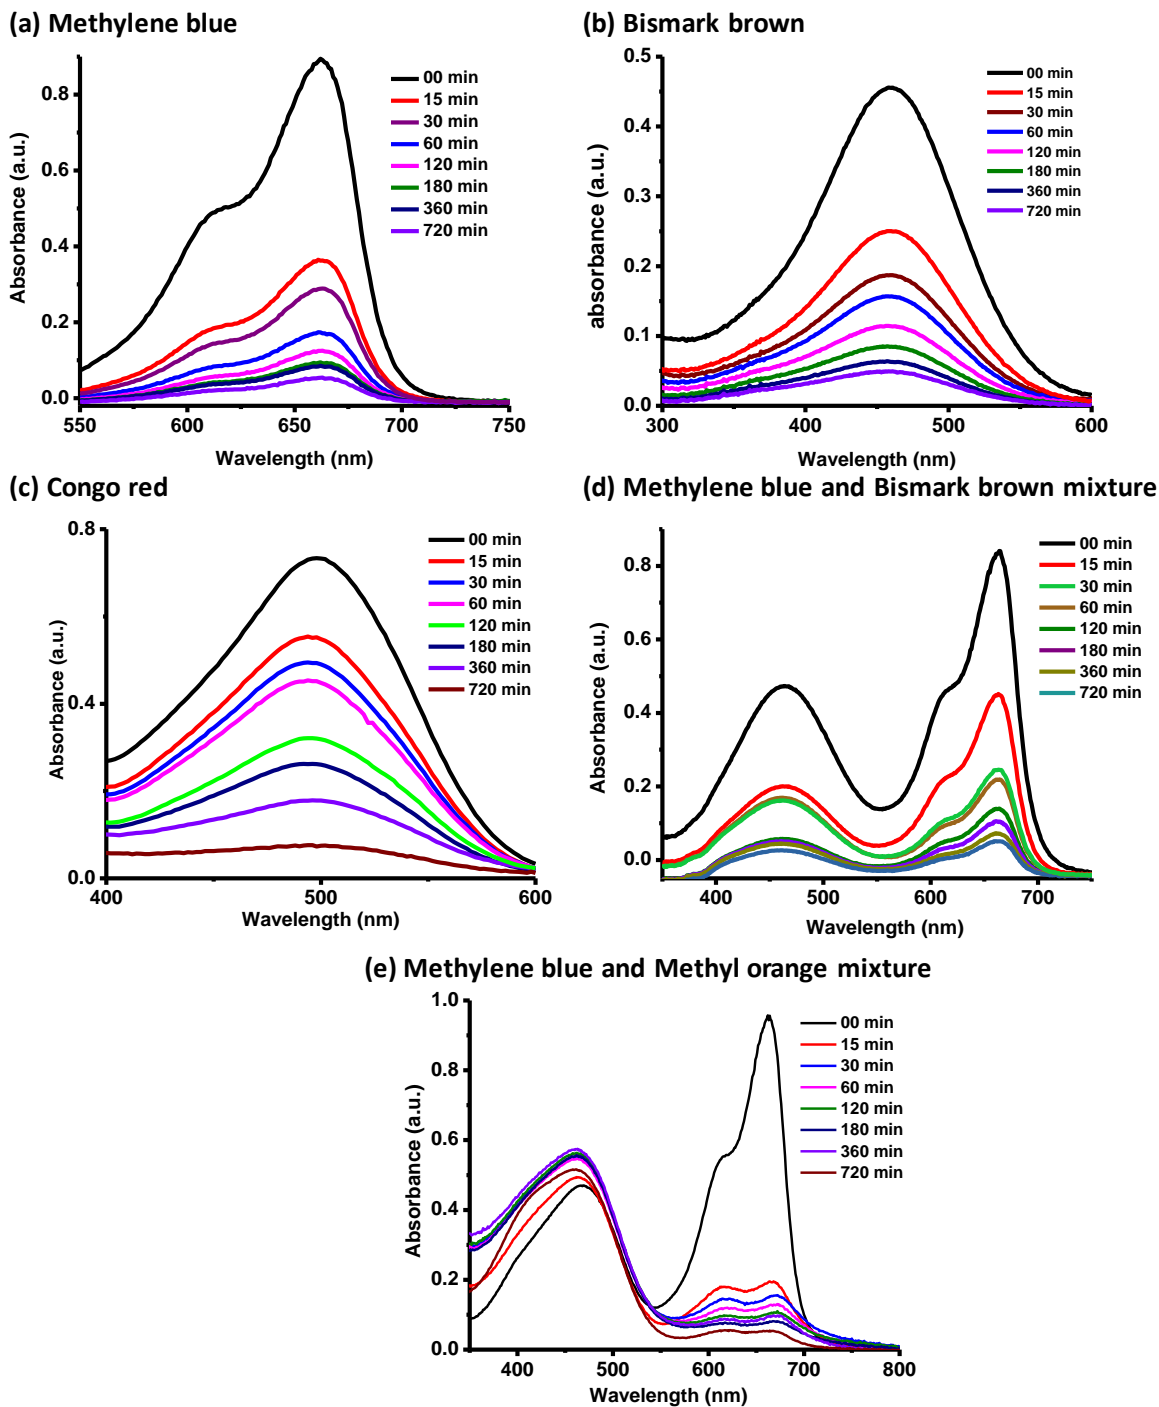 (a) Methylene blue
0.8
0.6
0.4
0.2
0.0
550
600
650
700
750
Absorbance (a.u.)
Wavelength (nm)
00 min
15 min
30 min
60 min
120 min
180 min
360 min
720 min
(b) Bismark brown
0.5
0.4
0.3
0.2
0.1
0.0
300
400
500
600
absorbance (a.u.)
Wavelength (nm)
00 min
15 min
30 min
60 min
120 min
180 min
360 min
720 min
(c) Congo red
0.8
0.4
0.0
400
500
600
Absorbance (a.u.)
Wavelength (nm)
00 min
15 min
30 min
60 min
120 min
180 min
360 min
720 min
(d) Methylene blue and Bismark brown mixture
0.8
0.6
0.4
0.2
0.0
400
500
600
700
Absorbance (a.u.)
Wavelength (nm)
00 min
15 min
30 min
60 min
120 min
180 min
360 min
720 min
(e) Methylene blue and Methyl orange mixture
1.0
0.8
0.6
0.4
0.2
0.0
400
500
600
700
800
Absorbance (a.u.)
Wavelength (nm)
00 min
15 min
30 min
60 min
120 min
180 min
360 min
720 min